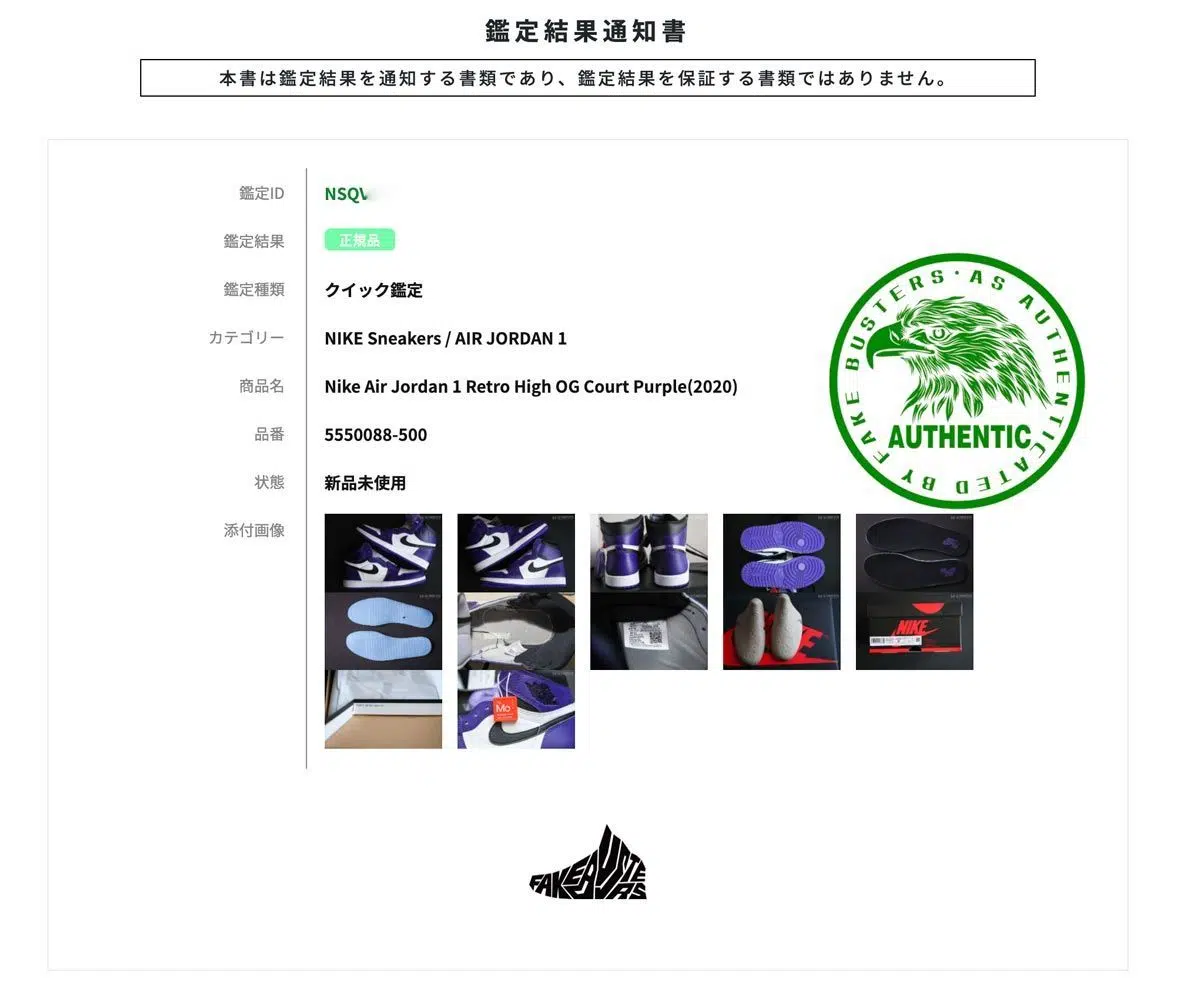 鑑定結果通知書
本書は鑑定結果を通知する書類であり、鑑定結果を保証する書類ではありません。
鑑定ID
NSQV
鑑定結果
正規品
鑑定種類
クイック鑑定
カテゴリー
NIKE Sneakers / AIR JORDAN 1
商品名
Nike Air Jordan 1 Retro High OG Court Purple(2020)
品番
5550088-500
状態
新品未使用
添付画像
AS AUTHENTICATED BY FAKE BUSTERS
AUTHENTIC
NIKE
Mo
FAKEBUSTERS